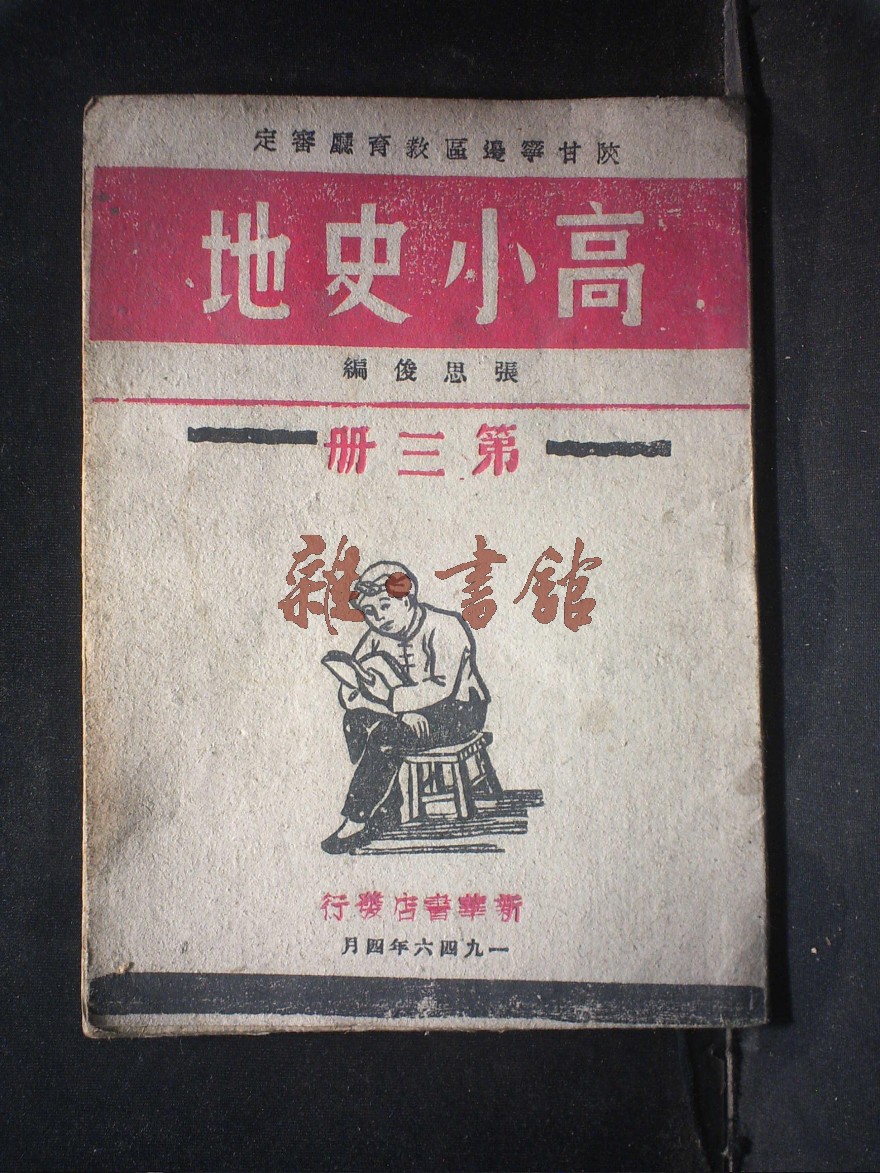 陝甘寧邊區教育廳審定
高小史地
張思俊編
第三冊
雜·書館
新華書店發行
一九四六年四月